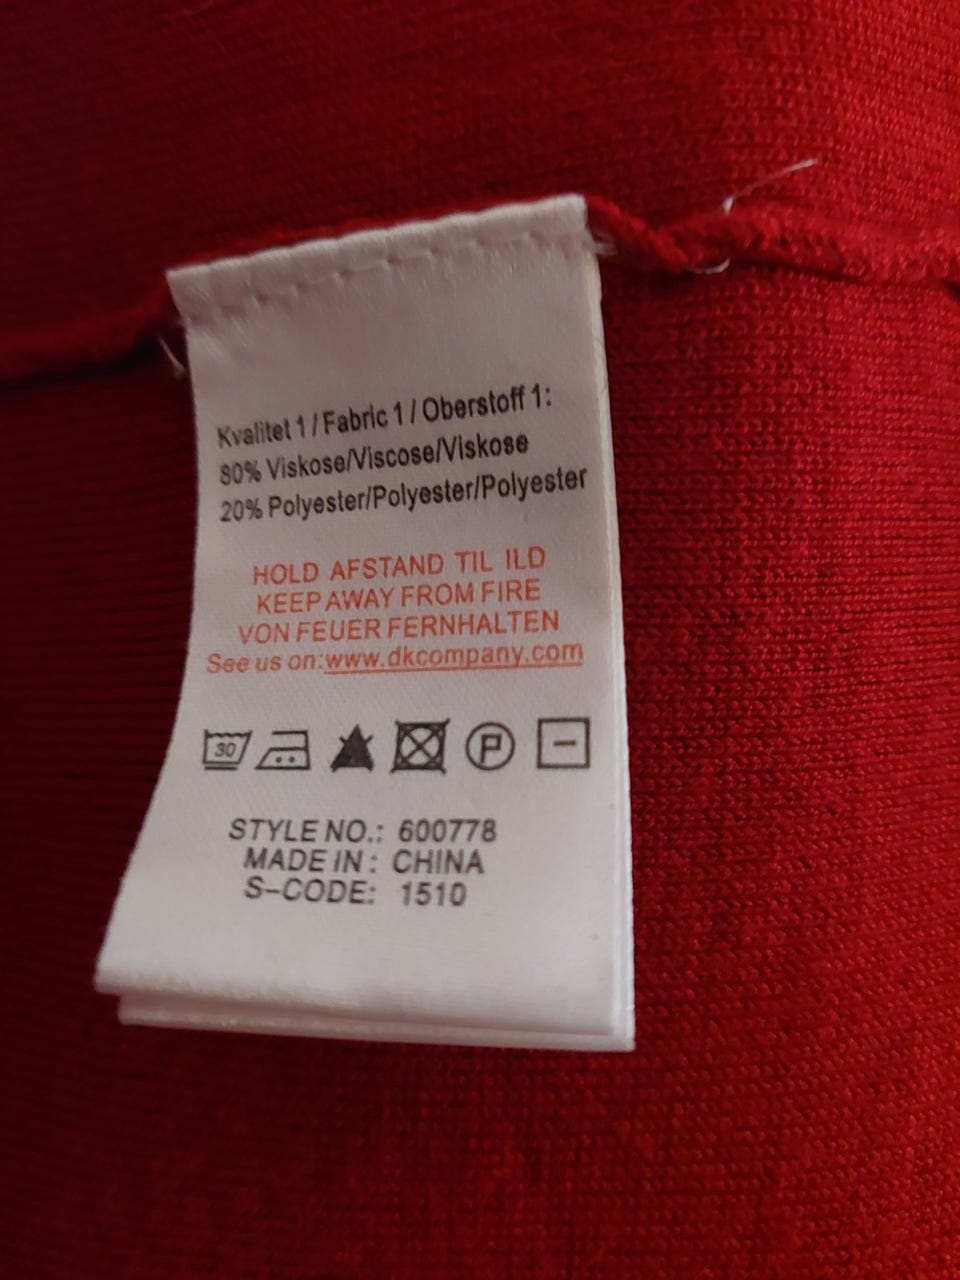 Kvalitet 1 / Fabric 1 / Oberstoff 1:
80% Viskose/Viscose/Viskose
20% Polyester/Polyester/Polyester
HOLD AFSTAND TIL ILD
KEEP AWAY FROM FIRE
VON FEUER FERNHALTEN
See us on:www.dkcompany.com
30 P
STYLE NO.: 600778
MADE IN: CHINA
S-CODE: 1510